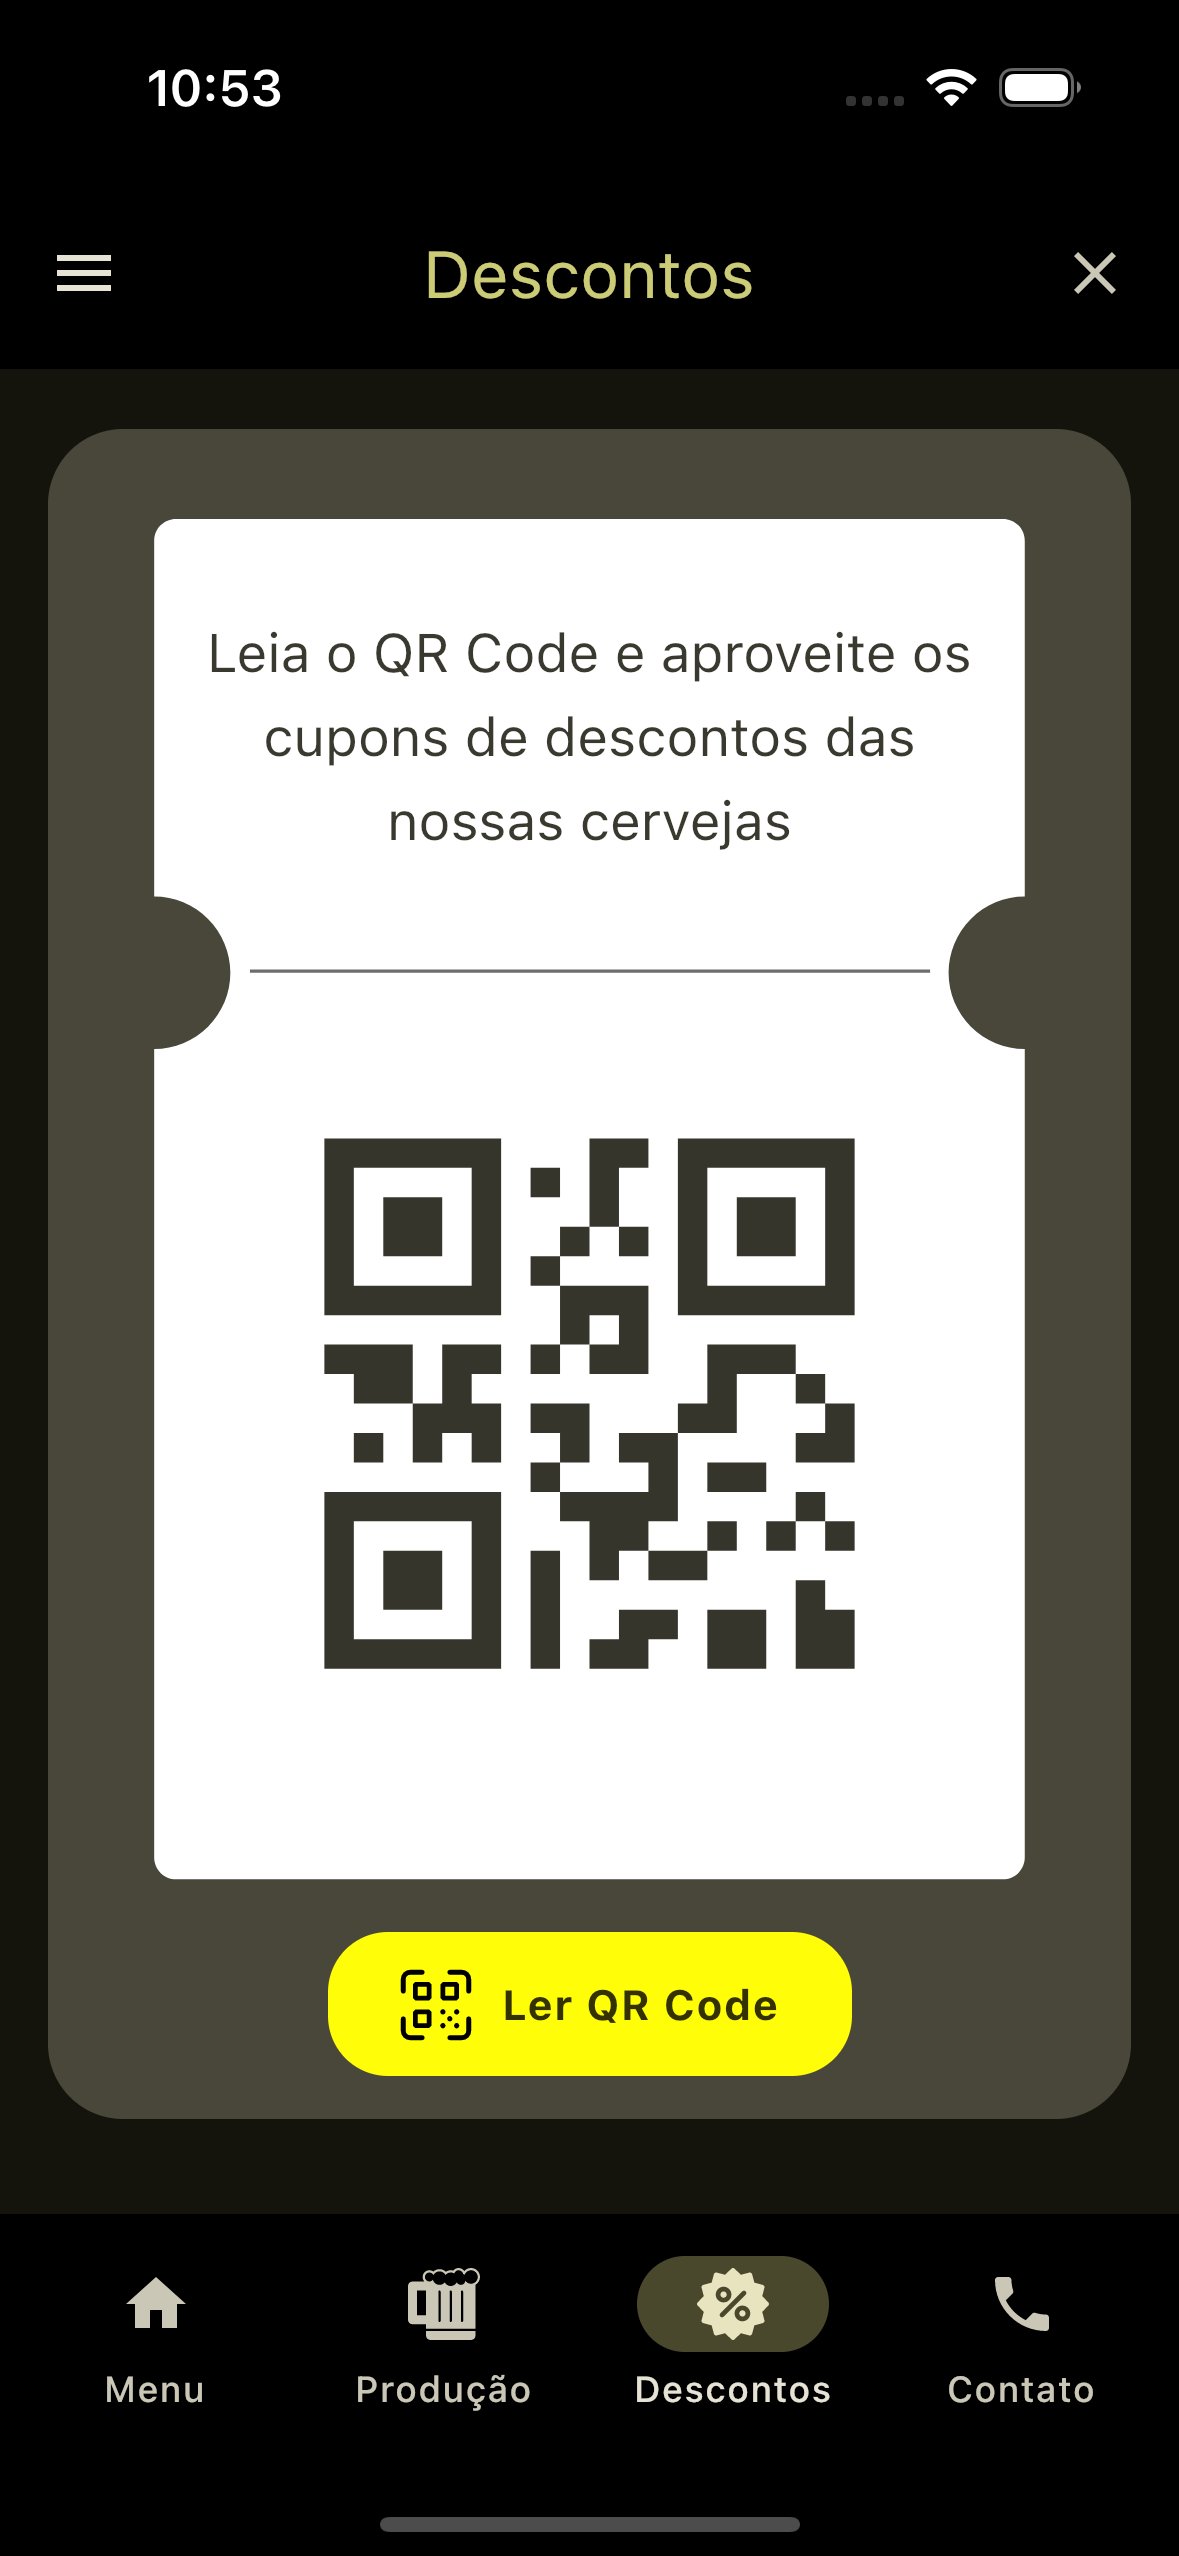 10:53
Descontos
Leia o QR Code e aproveite os
cupons de descontos das
nossas cervejas
Ler QR Code
Menu
Produção
Descontos
Contato